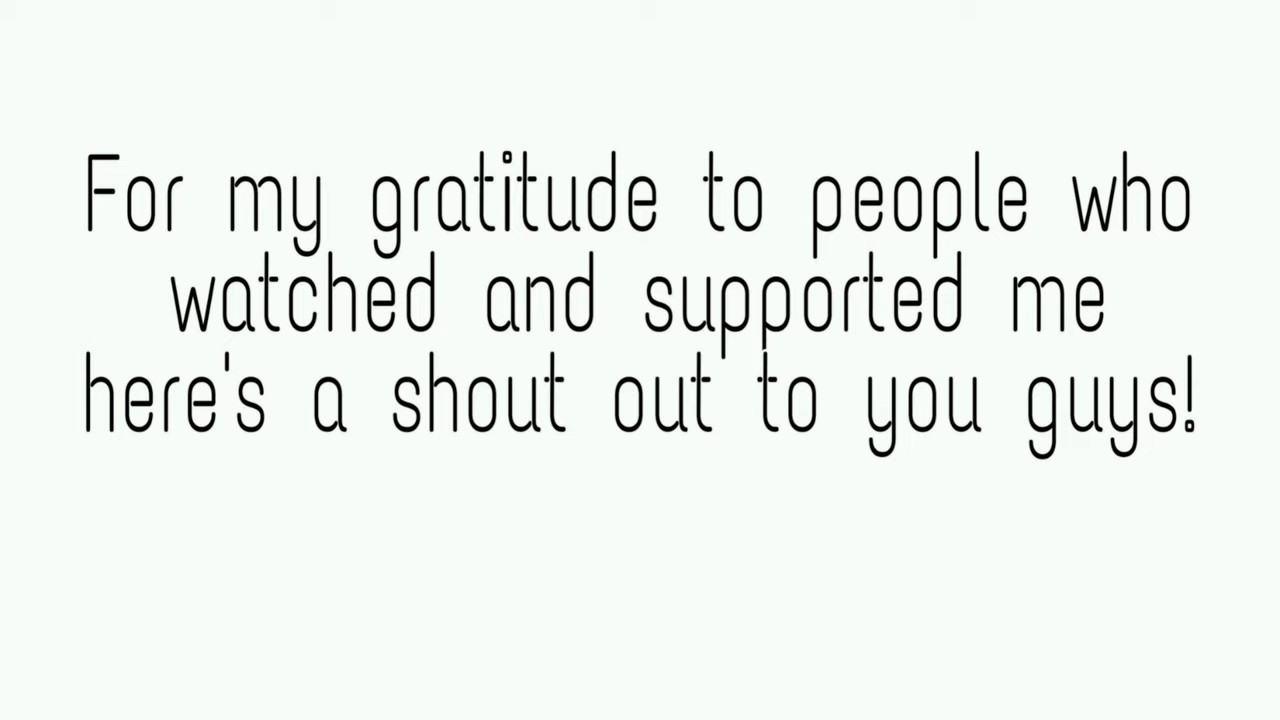 For my gratitude to people who
watched and supported me
here's a shout out to you guys!